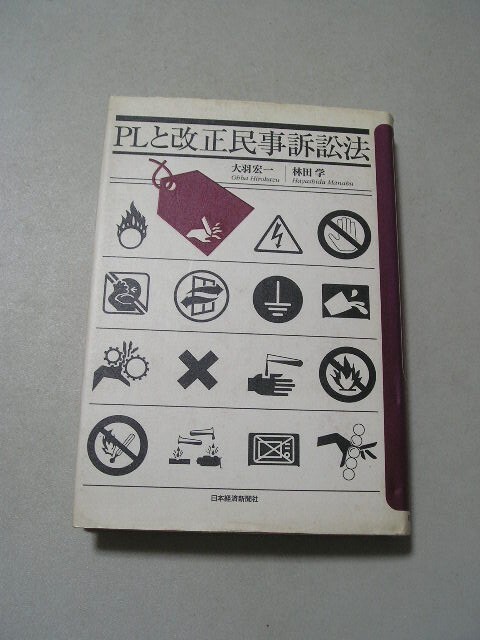 PLと改正民事訴訟法
大羽宏一 林田学
Ohba Hirokazu Hayashida Manabu
日本経済新聞社